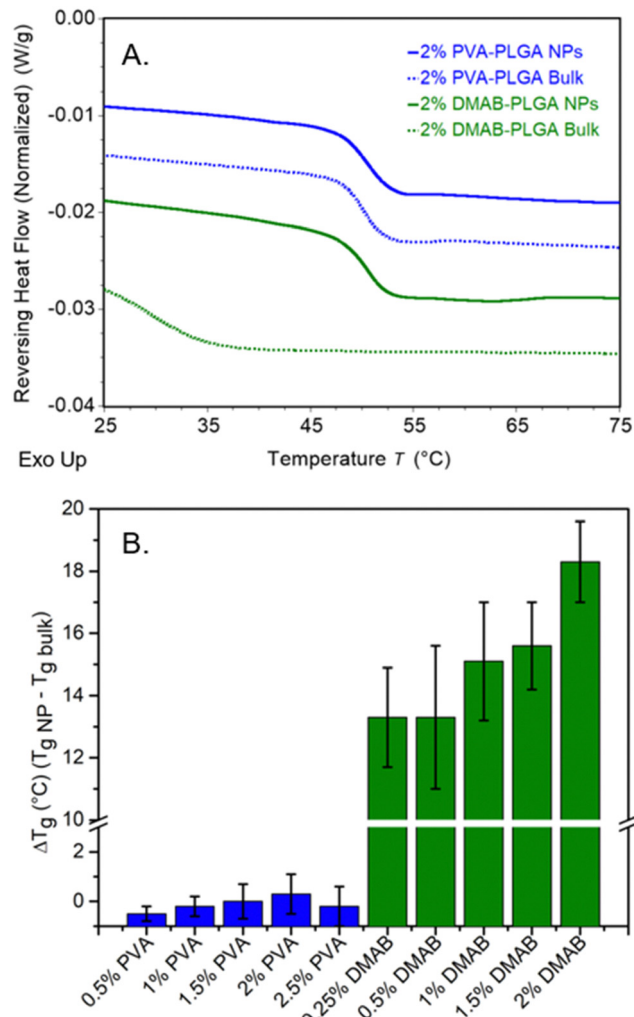 A.
2% PVA-PLGA NPs
2% PVA-PLGA Bulk
2% DMAB-PLGA NPs
2% DMAB-PLGA Bulk
Reversing Heat Flow (Normalized) (W/g)
-0.00
-0.01
-0.02
-0.03
-0.04
25 35 45 55 65 75
Exo Up
Temperature T (°C)
B.
ΔTg (°C) (Tg NP - Tg bulk)
20
18
16
14
12
10
2
0
0.5% PVA
1% PVA
1.5% PVA
2% PVA
2.5% PVA
0.25% DMAB
0.5% DMAB
1% DMAB
1.5% DMAB
2% DMAB